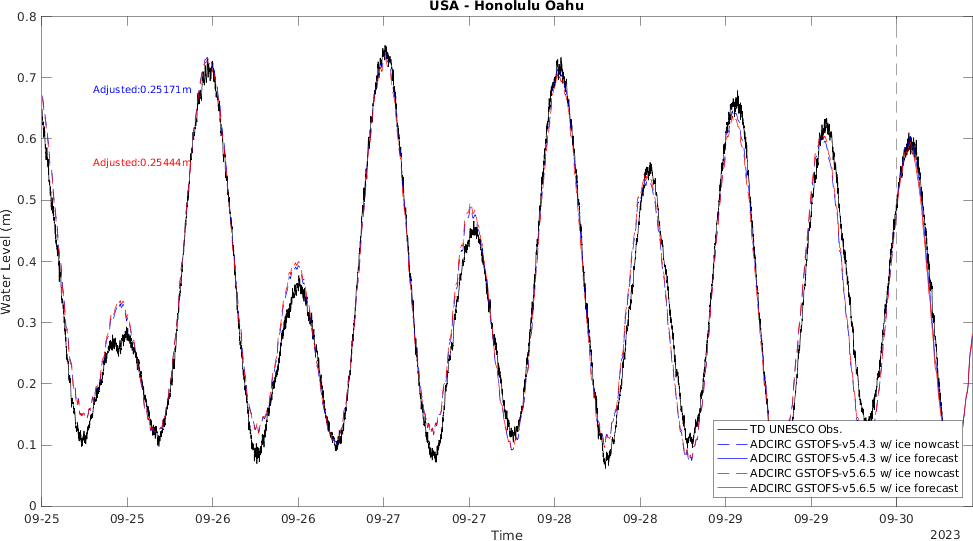 USA - Honolulu Oahu
0.8
0.7
0.6
0.5
0.4
0.3
0.2
0.1
0
Water Level (m)
Adjusted:0.25171m
Adjusted:0.25444m
TD UNESCO Obs.
ADCIRC GSTOFS-v5.4.3 w/ ice nowcast
ADCIRC GSTOFS-v5.4.3 w/ ice forecast
ADCIRC GSTOFS-v5.6.5 w/ ice nowcast
ADCIRC GSTOFS-v5.6.5 w/ ice forecast
09-25 09-25 09-26 09-26 09-27 09-27 09-28 09-28 09-29 09-29 09-30
Time
2023